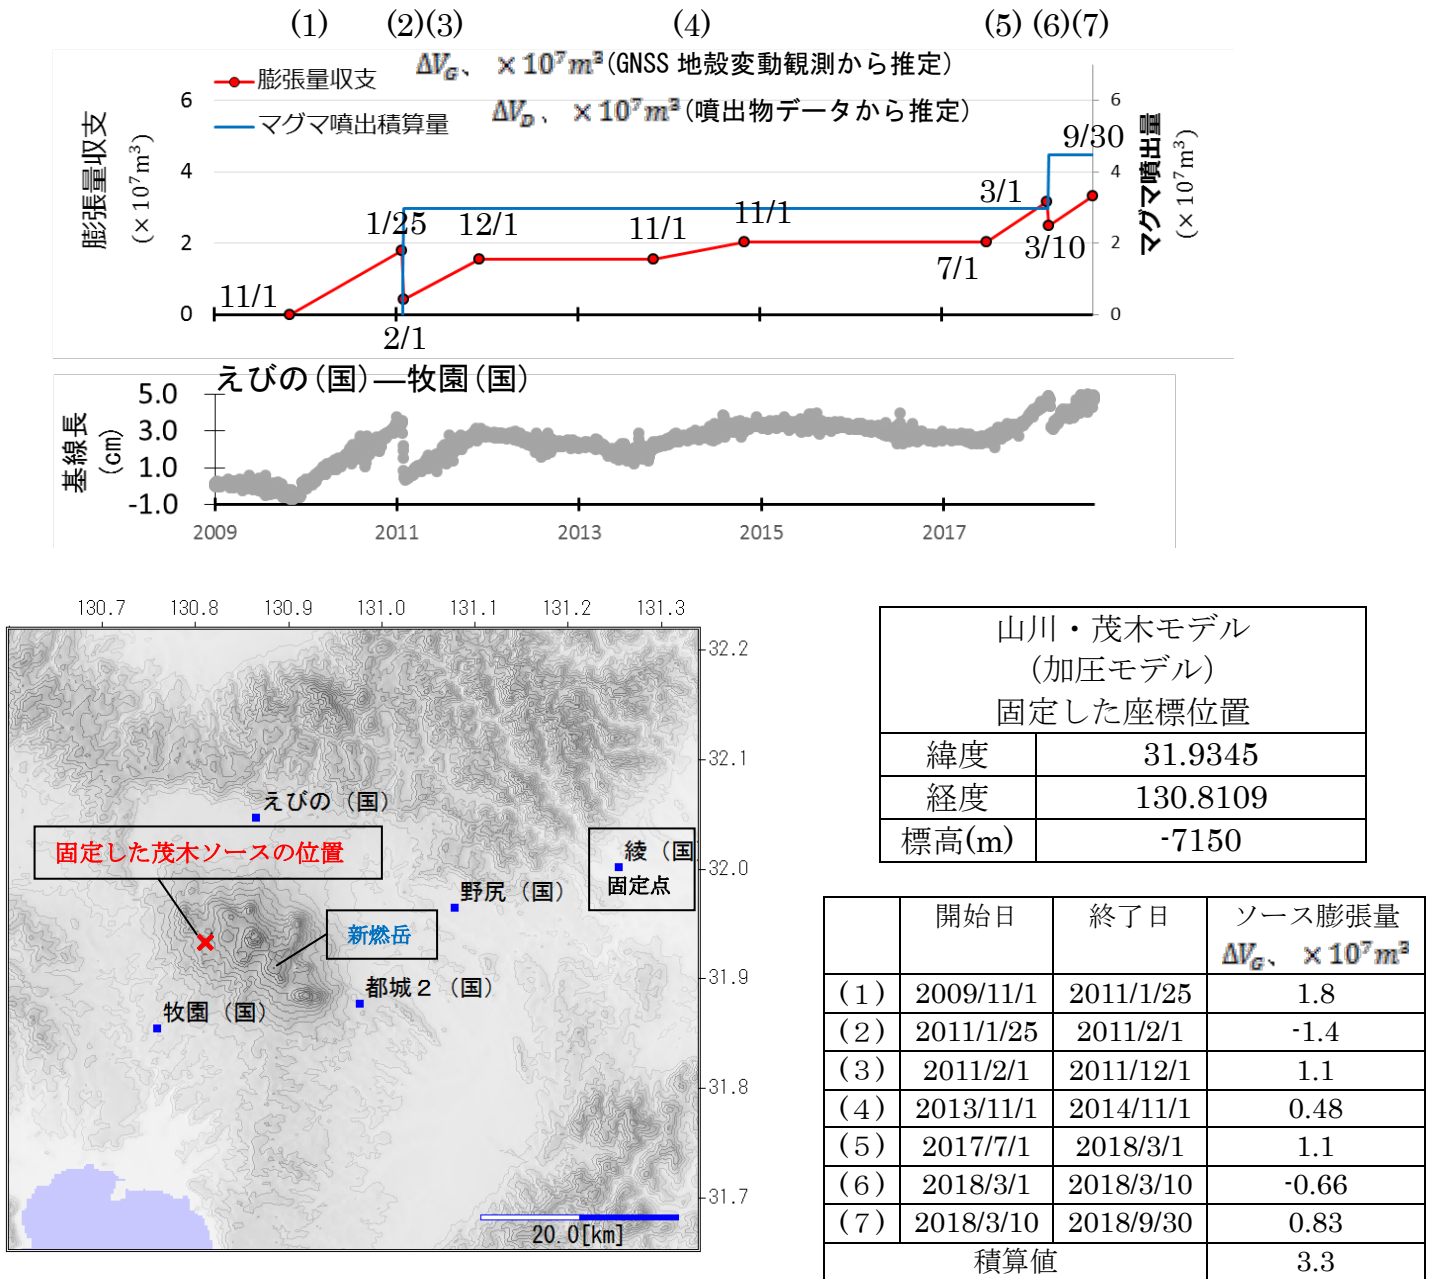 (1) (2)(3) (4) (5) (6)(7)
膨張量収支 ΔV_G、 ×10⁷m³(GNSS 地殻変動観測から推定)
マグマ噴出積算量 ΔV_D、 ×10⁷m³(噴出物データから推定)
膨張量収支
(×10⁷m³)
6
4
2
0
マグマ噴出量
(×10⁷m³)
6
4
2
0
11/1
1/25
2/1
12/1
11/1
11/1
7/1
3/1
3/10
9/30
えびの(国)―牧園(国)
基線長
(cm)
5.0
3.0
1.0
-1.0
2009 2011 2013 2015 2017
130.7 130.8 130.9 131.0 131.1 131.2 131.3
32.2
32.1
32.0
31.9
31.8
31.7
えびの（国）
固定した茂木ソースの位置
綾（国
固定点
野尻（国）
新燃岳
都城２（国）
牧園（国）
20.0[km]
山川・茂木モデル
（加圧モデル）
固定した座標位置
緯度 31.9345
経度 130.8109
標高(m) -7150
開始日 終了日 ソース膨張量
ΔV_G、 ×10⁷m³
(1) 2009/11/1 2011/1/25 1.8
(2) 2011/1/25 2011/2/1 -1.4
(3) 2011/2/1 2011/12/1 1.1
(4) 2013/11/1 2014/11/1 0.48
(5) 2017/7/1 2018/3/1 1.1
(6) 2018/3/1 2018/3/10 -0.66
(7) 2018/3/10 2018/9/30 0.83
積算値 3.3